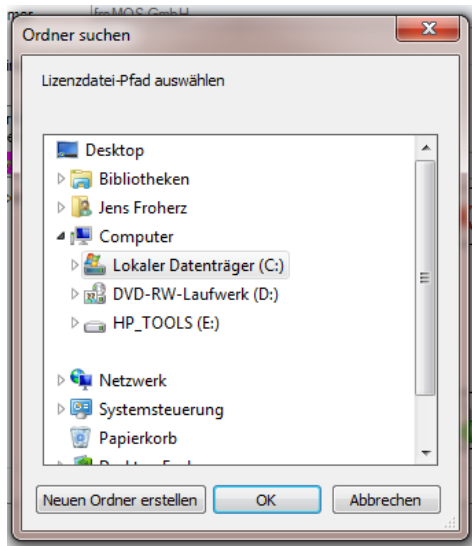 Ordner suchen
Lizenzdatei-Pfad auswählen
Desktop
Bibliotheken
Jens Froherz
Computer
Lokaler Datenträger (C:)
DVD-RW-Laufwerk (D:)
HP_TOOLS (E:)
Netzwerk
Systemsteuerung
Papierkorb
Neuen Ordner erstellen
OK
Abbrechen